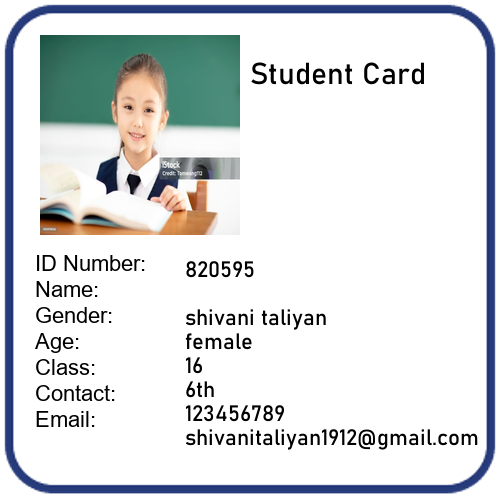 Student Card
iStock
Credit: Tomwang112
ID Number: 820595
Name: shivani taliyan
Gender: female
Age: 16
Class: 6th
Contact: 123456789
Email: shivanitaliyan1912@gmail.com